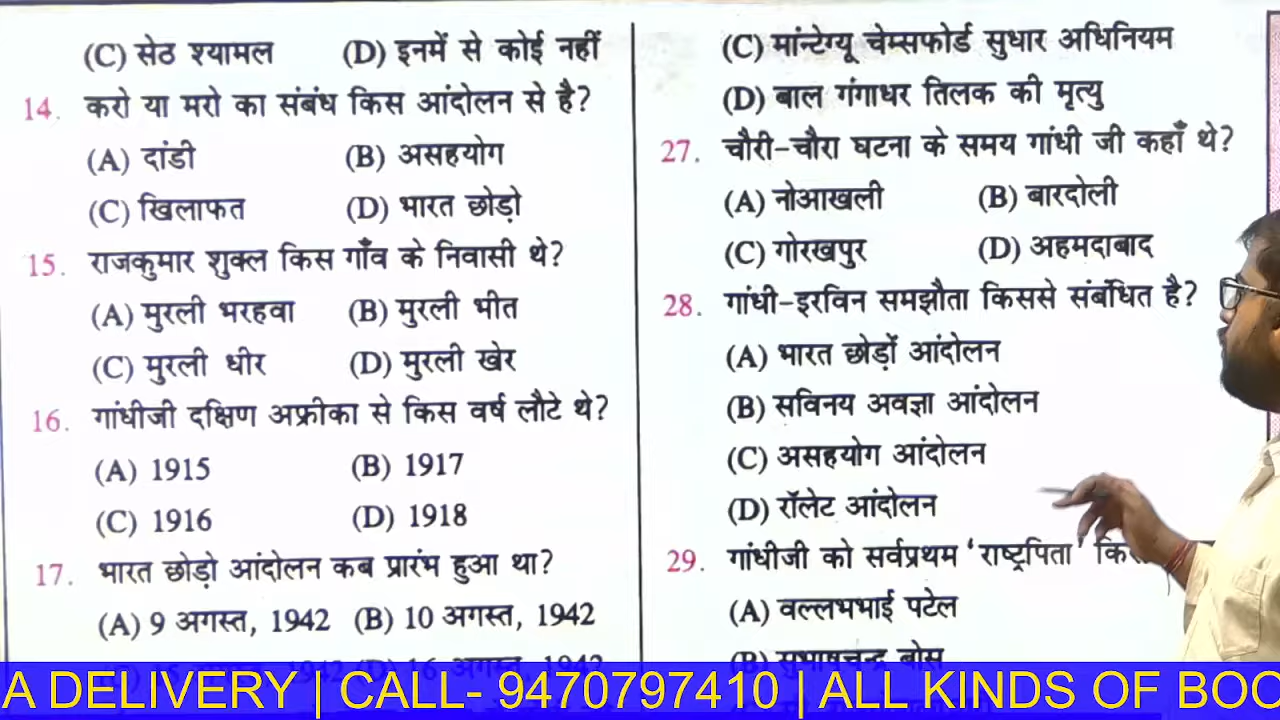 (C) सेठ श्यामल (D) इनमें से कोई नहीं
14. करो या मरो का संबंध किस आंदोलन से है?
(A) दांडी (B) असहयोग
(C) खिलाफत (D) भारत छोड़ो
15. राजकुमार शुक्ल किस गाँव के निवासी थे?
(A) मुरली भरहवा (B) मुरली भीत
(C) मुरली धीर (D) मुरली खेर
16. गांधीजी दक्षिण अफ्रीका से किस वर्ष लौटे थे?
(A) 1915 (B) 1917
(C) 1916 (D) 1918
17. भारत छोड़ो आंदोलन कब प्रारंभ हुआ था?
(A) 9 अगस्त, 1942 (B) 10 अगस्त, 1942
(C) मांन्टेग्यू चेम्सफोर्ड सुधार अधिनियम
(D) बाल गंगाधर तिलक की मृत्यु
27. चौरी-चौरा घटना के समय गांधी जी कहाँ थे?
(A) नोआखली (B) बारदोली
(C) गोरखपुर (D) अहमदाबाद
28. गांधी-इरविन समझौता किससे संबंधित है?
(A) भारत छोड़ों आंदोलन
(B) सविनय अवज्ञा आंदोलन
(C) असहयोग आंदोलन
(D) रॉलेट आंदोलन
29. गांधीजी को सर्वप्रथम 'राष्ट्रपिता'
(A) वल्लभभाई पटेल
(B) सुभाषचन्द्र बोस
A DELIVERY | CALL- 9470797410 | ALL KINDS OF BOO